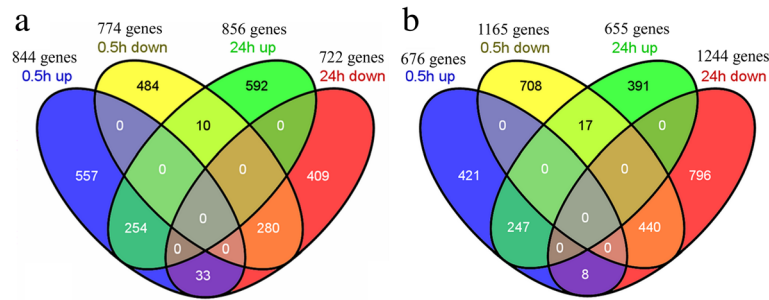 a
774 genes
0.5h down
856 genes
24h up
844 genes
0.5h up
722 genes
24h down
484
592
0
10
0
557
0
0
409
0
254
280
0
0
33
b
1165 genes
0.5h down
655 genes
24h up
676 genes
0.5h up
1244 genes
24h down
708
391
0
17
0
421
0
0
796
0
247
440
0
0
8